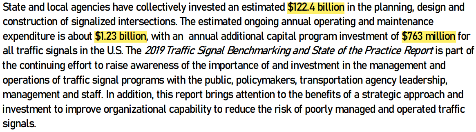 State and local agencies have collectively invested an estimated $122.4 billion in the planning, design and
construction of signalized intersections. The estimated ongoing annual operating and maintenance
expenditure is about $1.23 billion, with an annual additional capital program investment of $763 million for
all traffic signals in the U.S. The 2019 Traffic Signal Benchmarking and State of the Practice Report is part of
the continuing effort to raise awareness of the importance of and investment in the management and
operations of traffic signal programs with the public, policymakers, transportation agency leadership,
management and staff. In addition, this report brings attention to the benefits of a strategic approach and
investment to improve organizational capability to reduce the risk of poorly managed and operated traffic
signals.